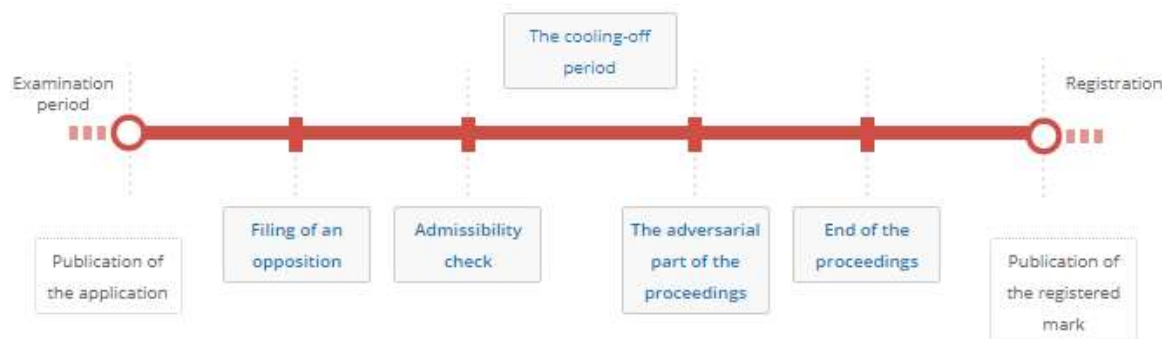 The cooling-off
period
Examination
period
Registration
Filing of an
opposition
Admissibility
check
The adversarial
part of the
proceedings
End of the
proceedings
Publication of
the application
Publication of
the registered
mark